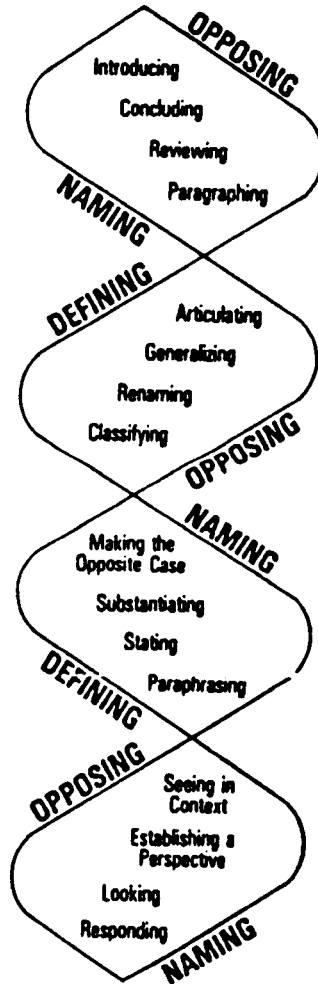 OPPOSING
Introducing
Concluding
Reviewing
Paragraphing
NAMING
DEFINING
Articulating
Generalizing
Renaming
Classifying
OPPOSING
NAMING
Making the
Opposite Case
Substantiating
Stating
Paraphrasing
DEFINING
OPPOSING
Seeing in
Context
Establishing a
Perspective
Looking
Responding
NAMING